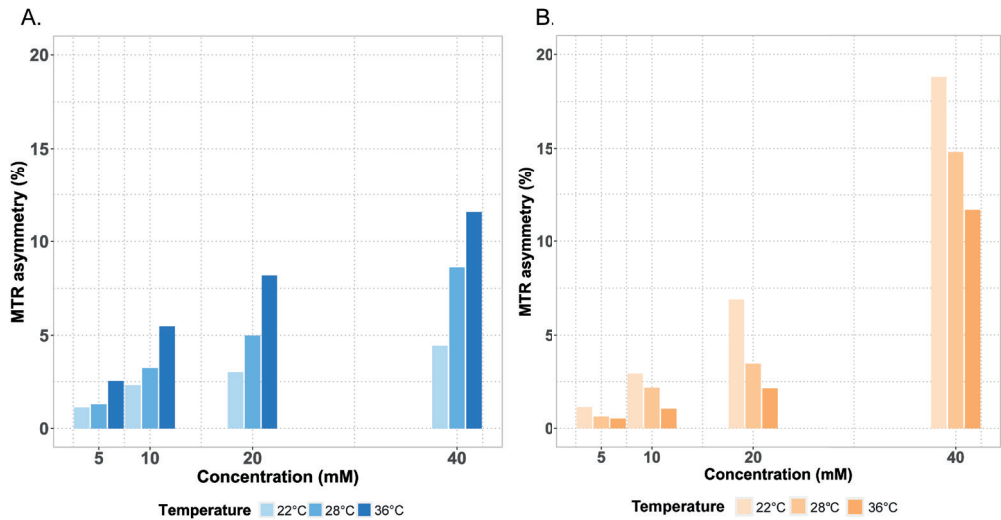 A.
MTR asymmetry (%)
20
15
10
5
0
5 10 20 40
Concentration (mM)
Temperature 22°C 28°C 36°C
B.
MTR asymmetry (%)
20
15
10
5
0
5 10 20 40
Concentration (mM)
Temperature 22°C 28°C 36°C